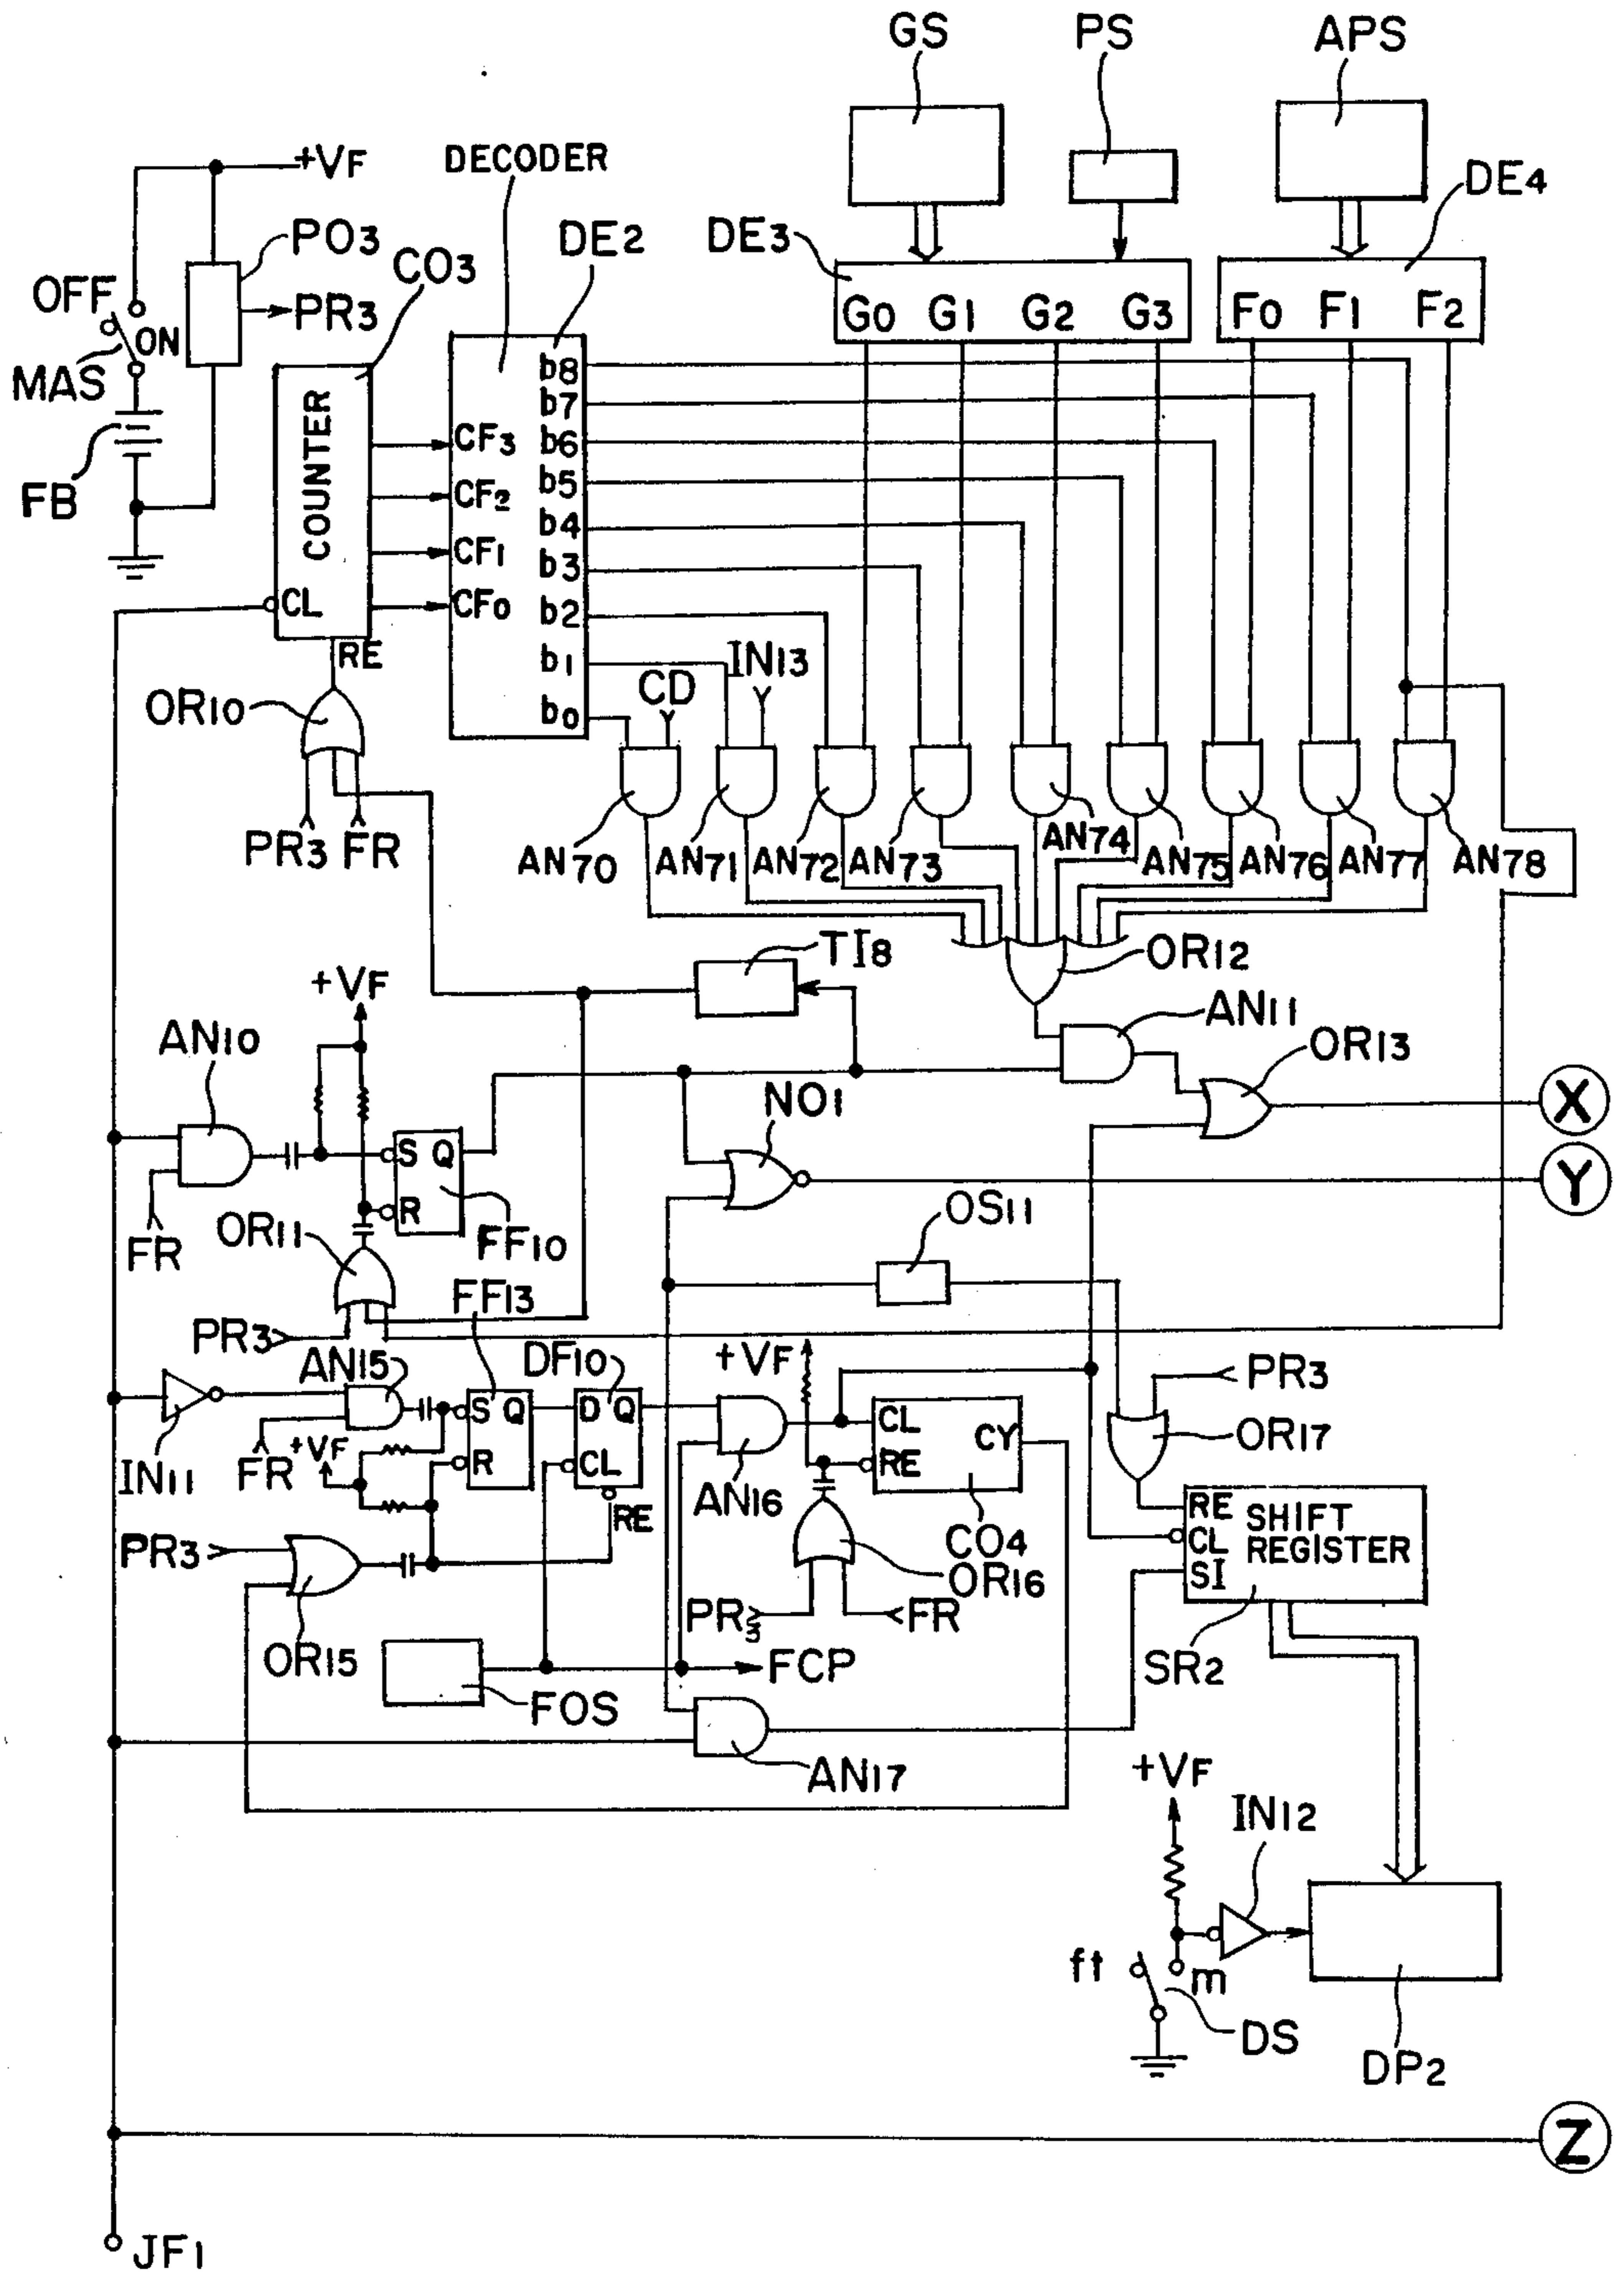 GS PS APS
+VF DECODER
DE4
PO3 DE2 DE3
CO3
OFF PR3 G0 G1 G2 G3 F0 F1 F2
ON
MAS b8
COUNTER b7
CF3 b6
FB CF2 b5
b4
CF1 b3
CL CF0 b2
RE b1 IN13
OR10 CD
b0
PR3 FR AN70 AN71 AN72 AN73 AN74 AN75 AN76 AN77 AN78
TI8 OR12
+VF
AN10 AN11
OR13
NO1 X
S Q
R Y
OR11 FF10 OS11
FR
FF13
PR3
AN15 DF10 +VF PR3
S Q D Q CL
CY OR17
IN11 FR +VF R CL RE
AN16
RE RE SHIFT
PR3 CO4 CL REGISTER
OR16 SI
PR3 FR
OR15 FCP SR2
FOS
AN17 +VF
IN12
ft m
DS
DP2
Z
JF1